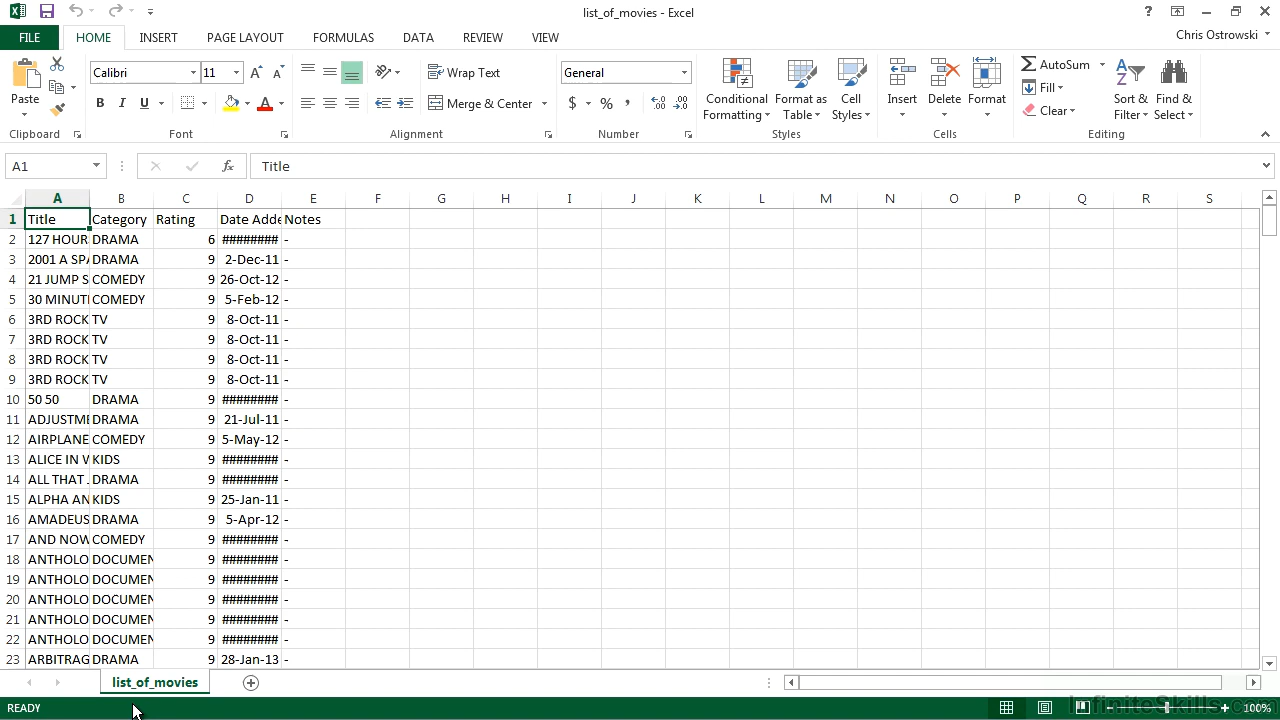 list_of_movies - Excel
FILE HOME INSERT PAGE LAYOUT FORMULAS DATA REVIEW VIEW Chris Ostrowski
Calibri 11 Wrap Text General AutoSum
Fill
Paste B I U A Merge & Center $ % , Conditional Formatting Format as Table Cell Styles Insert Delete Format Clear Sort & Filter Find & Select
Clipboard Font Alignment Number Styles Cells Editing
A1 fx Title
A B C D E F G H I J K L M N O P Q R S
1 Title Category Rating Date Adde Notes
2 127 HOUR DRAMA 6 ######## -
3 2001 A SPA DRAMA 9 2-Dec-11 -
4 21 JUMP S COMEDY 9 26-Oct-12 -
5 30 MINUTI COMEDY 9 5-Feb-12 -
6 3RD ROCK TV 9 8-Oct-11 -
7 3RD ROCK TV 9 8-Oct-11 -
8 3RD ROCK TV 9 8-Oct-11 -
9 3RD ROCK TV 9 8-Oct-11 -
10 50 50 DRAMA 9 ######## -
11 ADJUSTME DRAMA 9 21-Jul-11 -
12 AIRPLANE COMEDY 9 5-May-12 -
13 ALICE IN W KIDS 9 ######## -
14 ALL THAT J DRAMA 9 ######## -
15 ALPHA AN KIDS 9 25-Jan-11 -
16 AMADEUS DRAMA 9 5-Apr-12 -
17 AND NOW COMEDY 9 ######## -
18 ANTHOLO DOCUMEN 9 ######## -
19 ANTHOLO DOCUMEN 9 ######## -
20 ANTHOLO DOCUMEN 9 ######## -
21 ANTHOLO DOCUMEN 9 ######## -
22 ANTHOLO DOCUMEN 9 ######## -
23 ARBITRAG DRAMA 9 28-Jan-13 -
list_of_movies
READY InfiniteSkills.com 100%